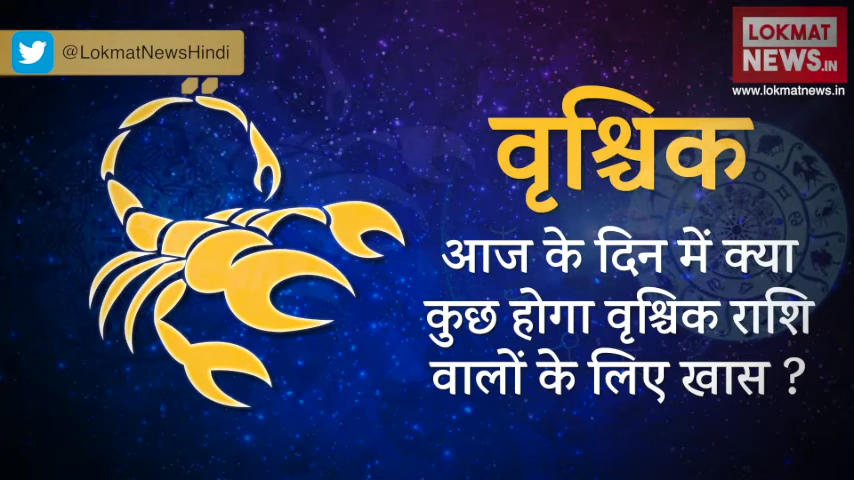 @LokmatNewsHindi
LOKMAT
NEWS.IN
www.lokmatnews.in
वृश्चिक
आज के दिन में क्या
कुछ होगा वृश्चिक राशि
वालों के लिए खास ?